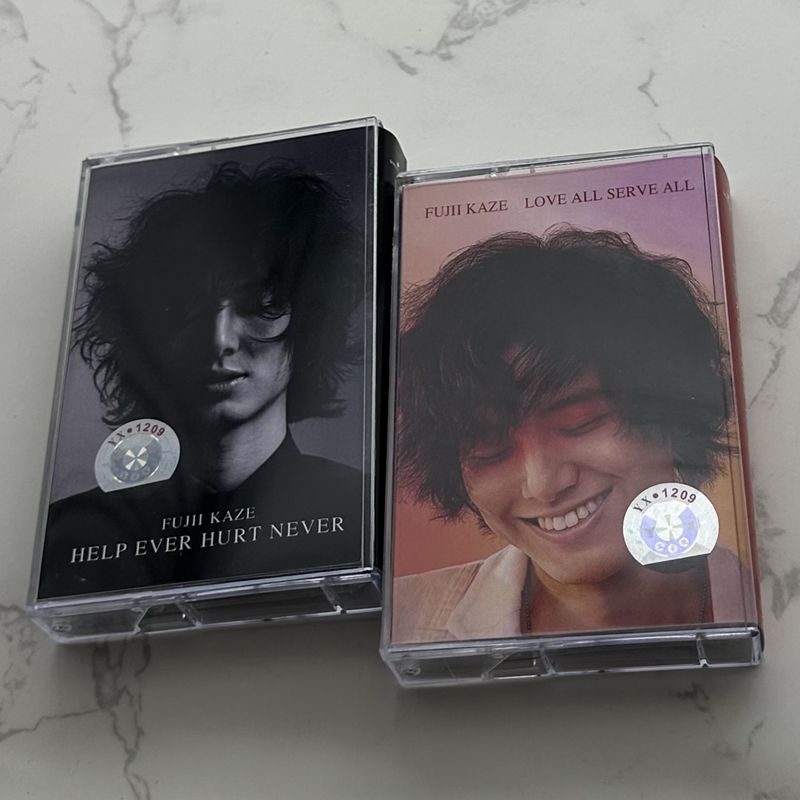 FUJII KAZE
HELP EVER HURT NEVER
YX•1209
FUJII KAZE LOVE ALL SERVE ALL
YX•1209